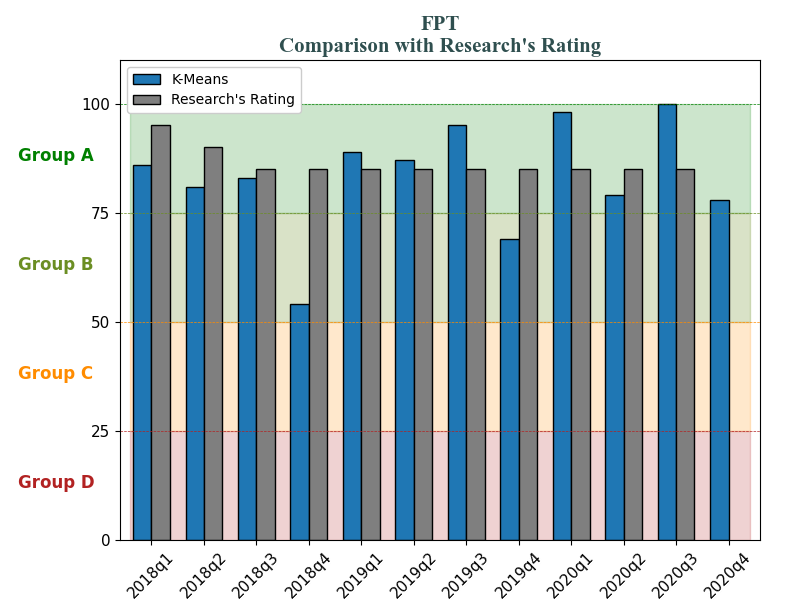 FPT
Comparison with Research's Rating
K-Means
Research's Rating
100
Group A
75
Group B
50
Group C
25
Group D
0
2018q1
2018q2
2018q3
2018q4
2019q1
2019q2
2019q3
2019q4
2020q1
2020q2
2020q3
2020q4